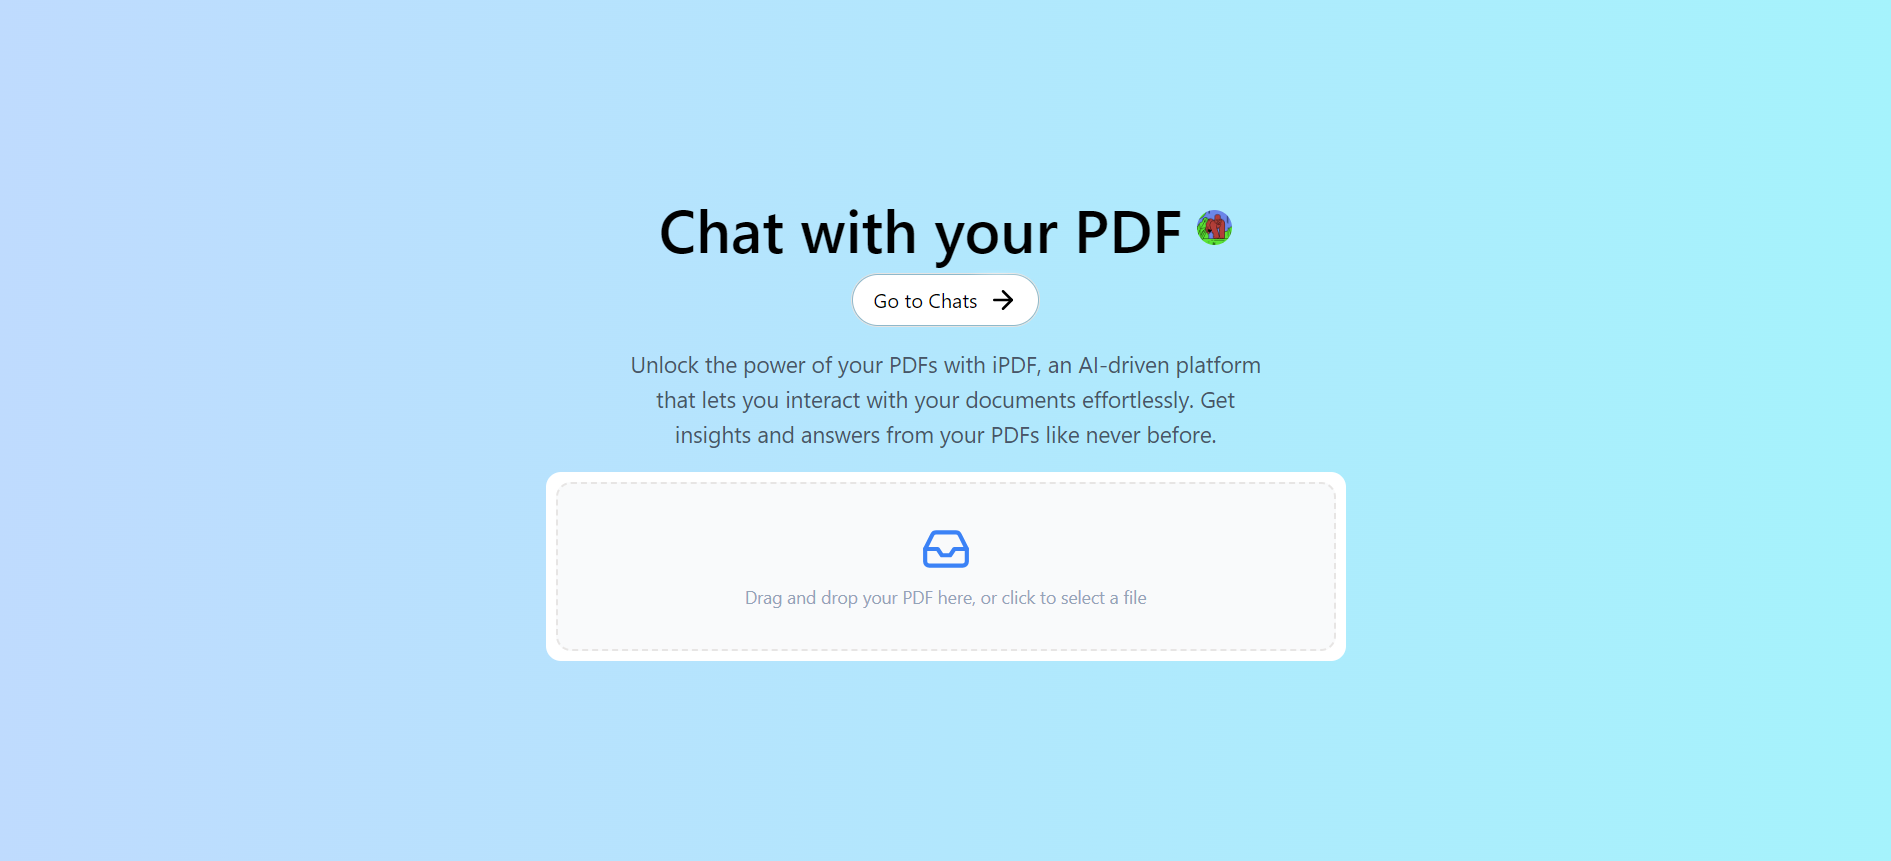 Chat with your PDF
Go to Chats
Unlock the power of your PDFs with iPDF, an AI-driven platform
that lets you interact with your documents effortlessly. Get
insights and answers from your PDFs like never before.
Drag and drop your PDF here, or click to select a file